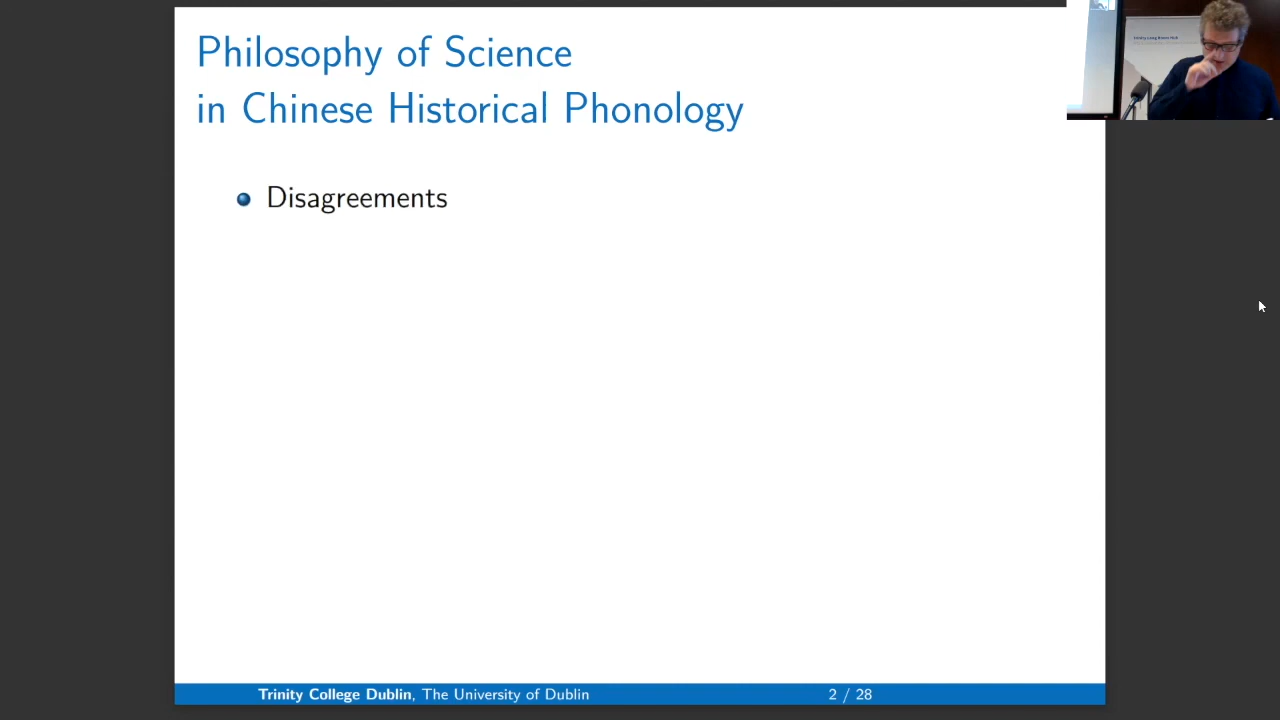 Philosophy of Science
in Chinese Historical Phonology
Disagreements
Trinity College Dublin, The University of Dublin
2 / 28